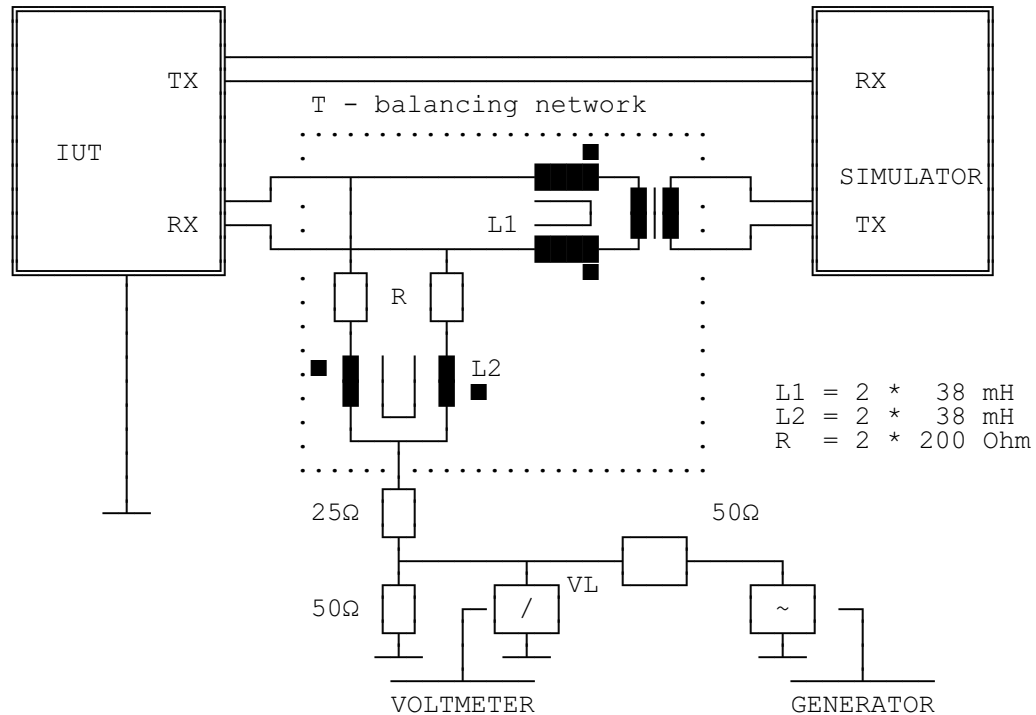 TX
RX
T - balancing network
IUT
SIMULATOR
RX
L1
TX
R
L2
L1 = 2 * 38 mH
L2 = 2 * 38 mH
R = 2 * 200 Ohm
25Ω
50Ω
VL
50Ω
/
~
VOLTMETER
GENERATOR